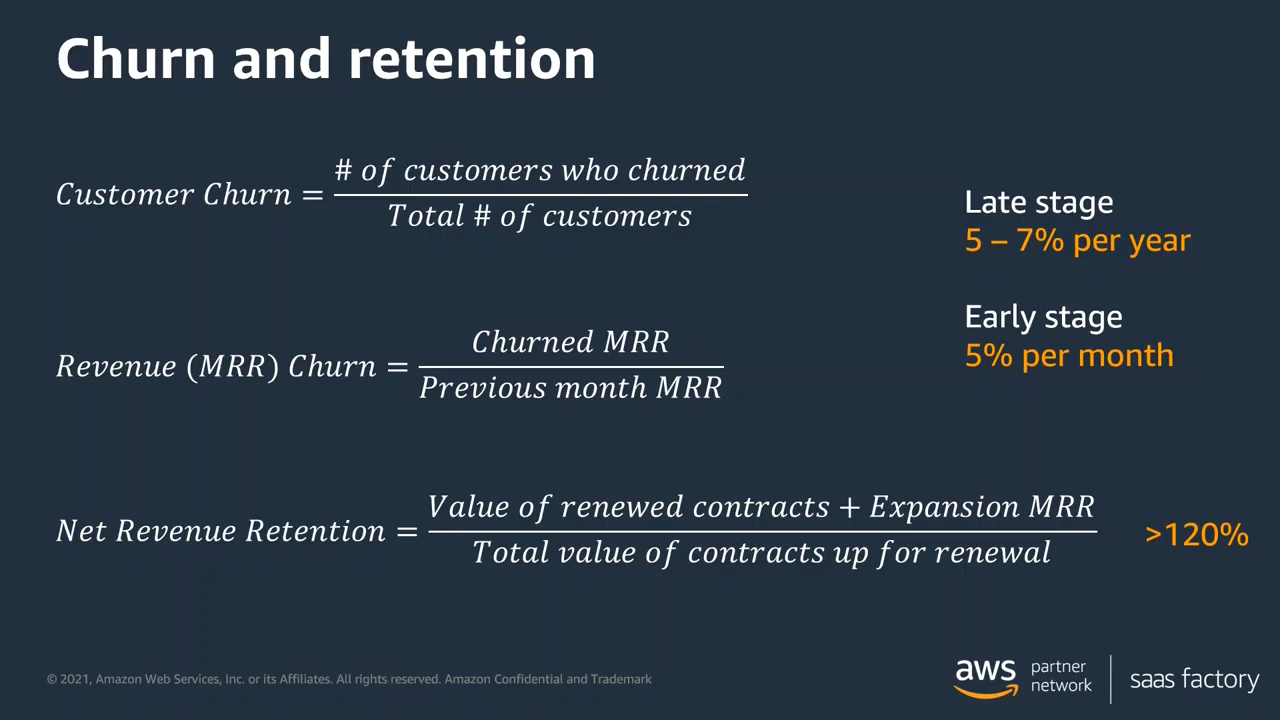 Churn and retention
Customer Churn = # of customers who churned / Total # of customers
Late stage
5 – 7% per year
Early stage
5% per month
Revenue (MRR) Churn = Churned MRR / Previous month MRR
Net Revenue Retention = Value of renewed contracts + Expansion MRR / Total value of contracts up for renewal
>120%
© 2021, Amazon Web Services, Inc. or its Affiliates. All rights reserved. Amazon Confidential and Trademark
aws partner network | saas factory